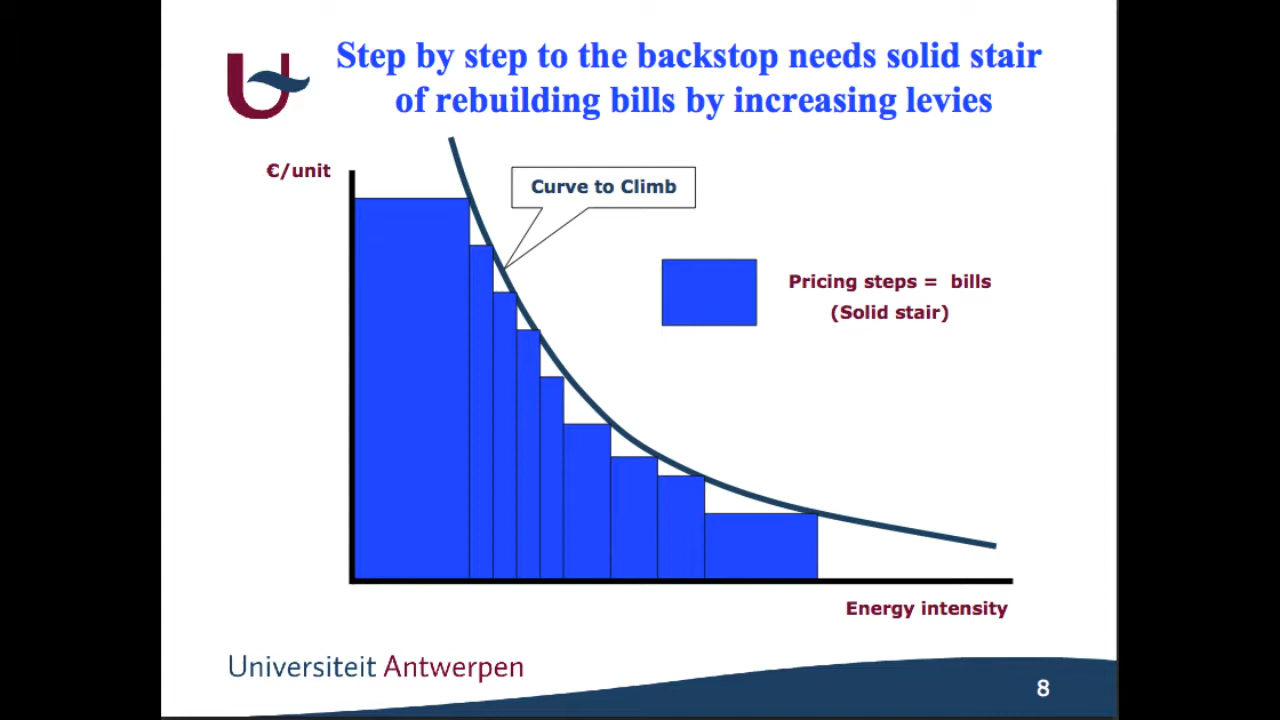 Step by step to the backstop needs solid stair
of rebuilding bills by increasing levies
€/unit
Curve to Climb
Pricing steps = bills
(Solid stair)
Energy intensity
Universiteit Antwerpen
8